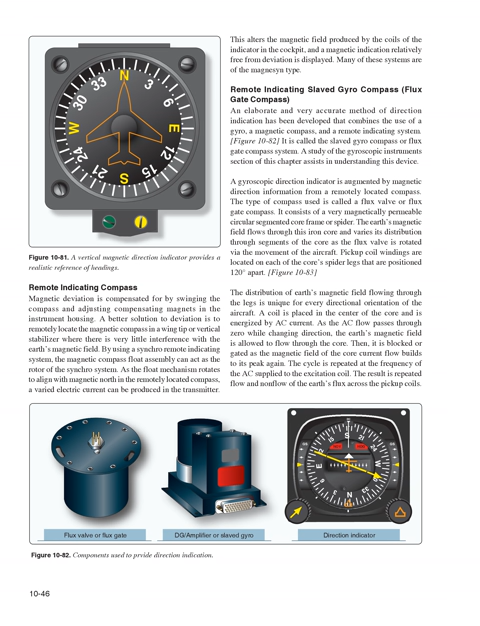 N
3
6
E
12
15
S
21
24
W
30
33
Figure 10-81. A vertical magnetic direction indicator provides a
realistic reference of headings.
Remote Indicating Compass
Magnetic deviation is compensated for by swinging the
compass and adjusting compensating magnets in the
instrument housing. A better solution to deviation is to
remotely locate the magnetic compass in a wing tip or vertical
stabilizer where there is very little interference with the
earth's magnetic field. By using a synchro remote indicating
system, the magnetic compass float assembly can act as the
rotor of the synchro system. As the float mechanism rotates
to align with magnetic north in the remotely located compass,
a varied electric current can be produced in the transmitter.
This alters the magnetic field produced by the coils of the
indicator in the cockpit, and a magnetic indication relatively
free from deviation is displayed. Many of these systems are
of the magnesyn type.
Remote Indicating Slaved Gyro Compass (Flux
Gate Compass)
An elaborate and very accurate method of direction
indication has been developed that combines the use of a
gyro, a magnetic compass, and a remote indicating system.
[Figure 10-82] It is called the slaved gyro compass or flux
gate compass system. A study of the gyroscopic instruments
section of this chapter assists in understanding this device.
A gyroscopic direction indicator is augmented by magnetic
direction information from a remotely located compass.
The type of compass used is called a flux valve or flux
gate compass. It consists of a very magnetically permeable
circular segmented core frame or spider. The earth's magnetic
field flows through this iron core and varies its distribution
through segments of the core as the flux valve is rotated
via the movement of the aircraft. Pickup coil windings are
located on each of the core's spider legs that are positioned
120° apart. [Figure 10-83]
The distribution of earth's magnetic field flowing through
the legs is unique for every directional orientation of the
aircraft. A coil is placed in the center of the core and is
energized by AC current. As the AC flow passes through
zero while changing direction, the earth's magnetic field
is allowed to flow through the core. Then, it is blocked or
gated as the magnetic field of the core current flow builds
to its peak again. The cycle is repeated at the frequency of
the AC supplied to the excitation coil. The result is repeated
flow and nonflow of the earth's flux across the pickup coils.
15
S
21
24
33
N
E
Flux valve or flux gate
DG/Amplifier or slaved gyro
Direction indicator
Figure 10-82. Components used to prvide direction indication.
10-46